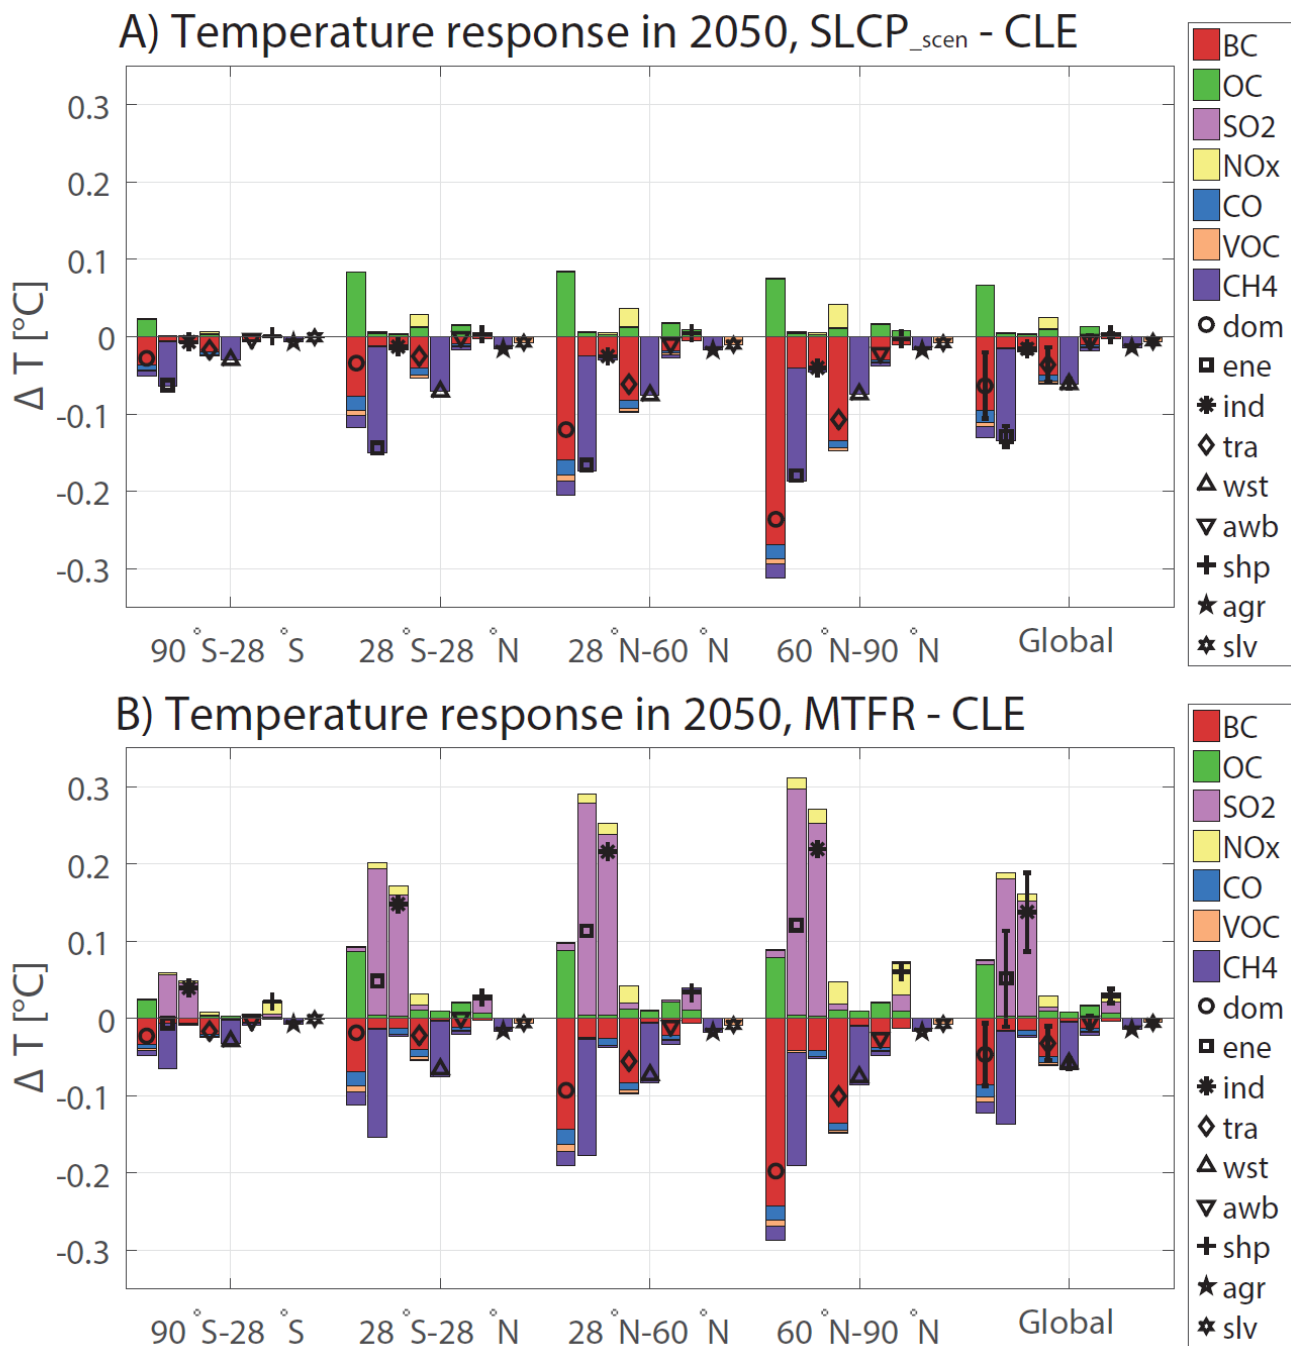 A) Temperature response in 2050, SLCP_scen - CLE
0.3
0.2
0.1
0
-0.1
-0.2
-0.3
Δ T [°C]
90°S-28°S
28°S-28°N
28°N-60°N
60°N-90°N
Global
BC
OC
SO2
NOx
CO
VOC
CH4
dom
ene
ind
tra
wst
awb
shp
agr
slv
B) Temperature response in 2050, MTFR - CLE
0.3
0.2
0.1
0
-0.1
-0.2
-0.3
Δ T [°C]
90°S-28°S
28°S-28°N
28°N-60°N
60°N-90°N
Global
BC
OC
SO2
NOx
CO
VOC
CH4
dom
ene
ind
tra
wst
awb
shp
agr
slv